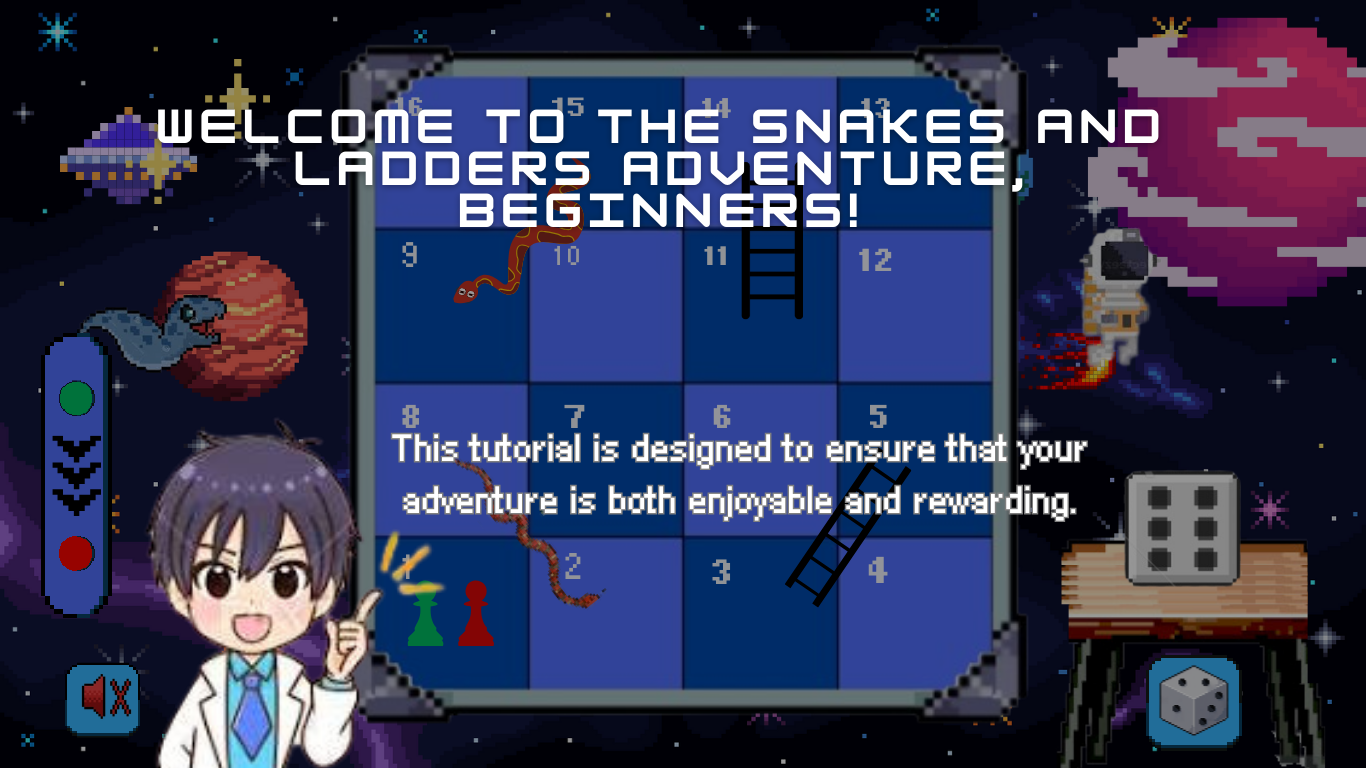 16 15 14 13
WELCOME TO THE SNAKES AND
LADDERS ADVENTURE,
BEGINNERS!
9 10 11 12
8 7 6 5
This tutorial is designed to ensure that your
adventure is both enjoyable and rewarding.
1 2 3 4